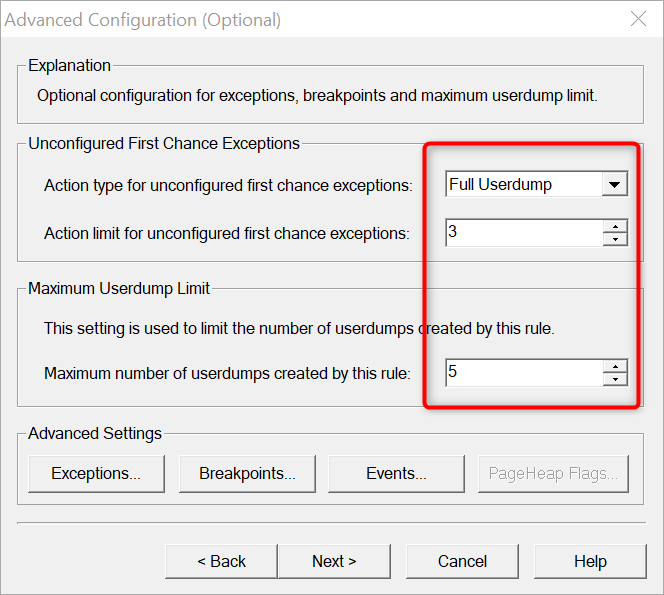 Advanced Configuration (Optional)
Explanation
Optional configuration for exceptions, breakpoints and maximum userdump limit.
Unconfigured First Chance Exceptions
Action type for unconfigured first chance exceptions: Full Userdump
Action limit for unconfigured first chance exceptions: 3
Maximum Userdump Limit
This setting is used to limit the number of userdumps created by this rule.
Maximum number of userdumps created by this rule: 5
Advanced Settings
Exceptions... Breakpoints... Events... PageHeap Flags...
< Back Next > Cancel Help